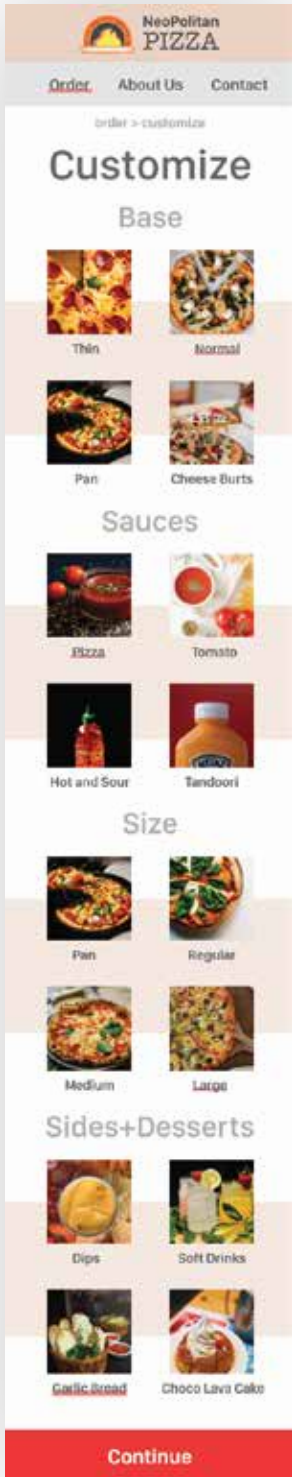 NeoPolitan
PIZZA
Order About Us Contact
order > customize
Customize
Base
Thin Normal
Pan Cheese Burts
Sauces
Pizza Tomato
Hot and Sour Tandoori
Size
Pan Regular
Medium Large
Sides+Desserts
Dips Soft Drinks
Garlic Bread Choco Lava Cake
Continue